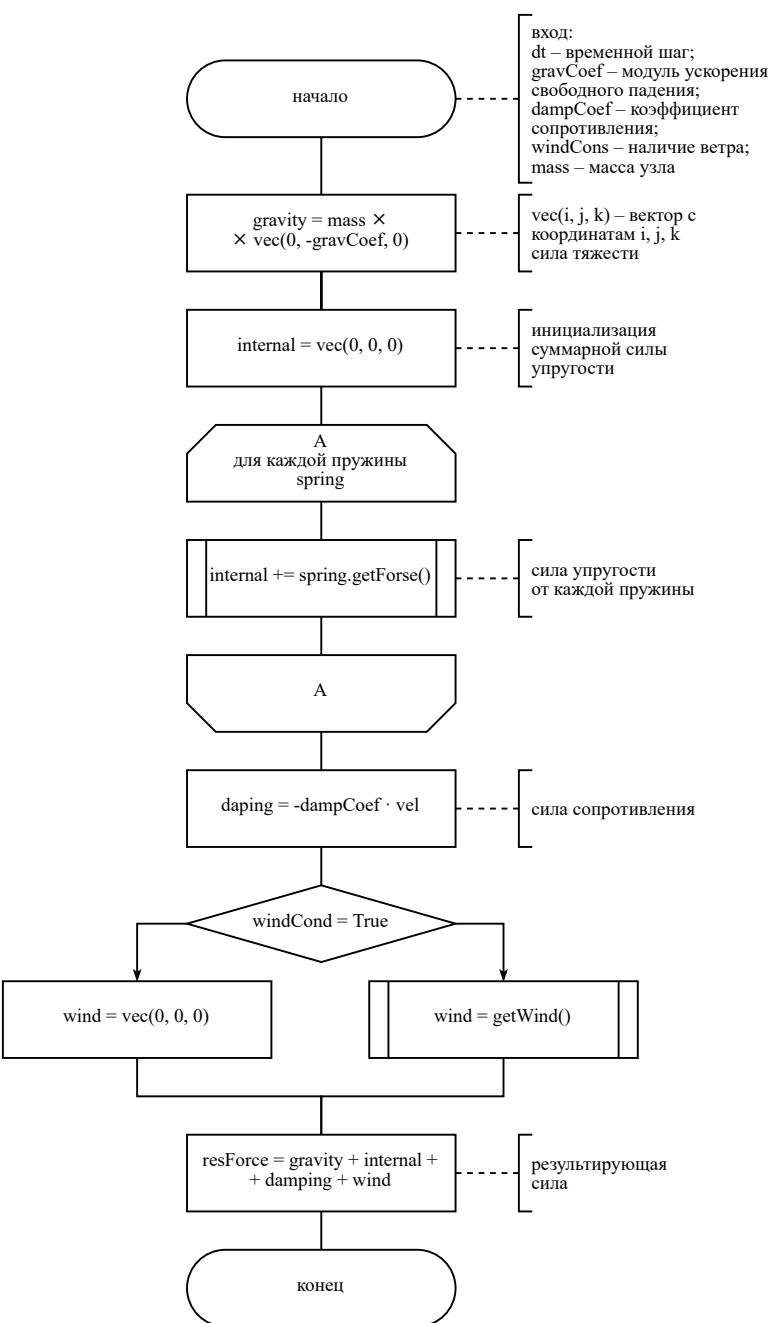 вход:
dt – временной шаг;
gravCoef – модуль ускорения
свободного падения;
dampCoef – коэффициент
сопротивления;
windCons – наличие ветра;
mass – масса узла
начало
gravity = mass ×
× vec(0, -gravCoef, 0)
vec(i, j, k) – вектор с
координатам i, j, k
сила тяжести
internal = vec(0, 0, 0)
инициализация
суммарной силы
упругости
А
для каждой пружины
spring
internal += spring.getForse()
сила упругости
от каждой пружины
А
daping = -dampCoef · vel
сила сопротивления
windCond = True
wind = vec(0, 0, 0)
wind = getWind()
resForce = gravity + internal +
+ damping + wind
результирующая
сила
конец